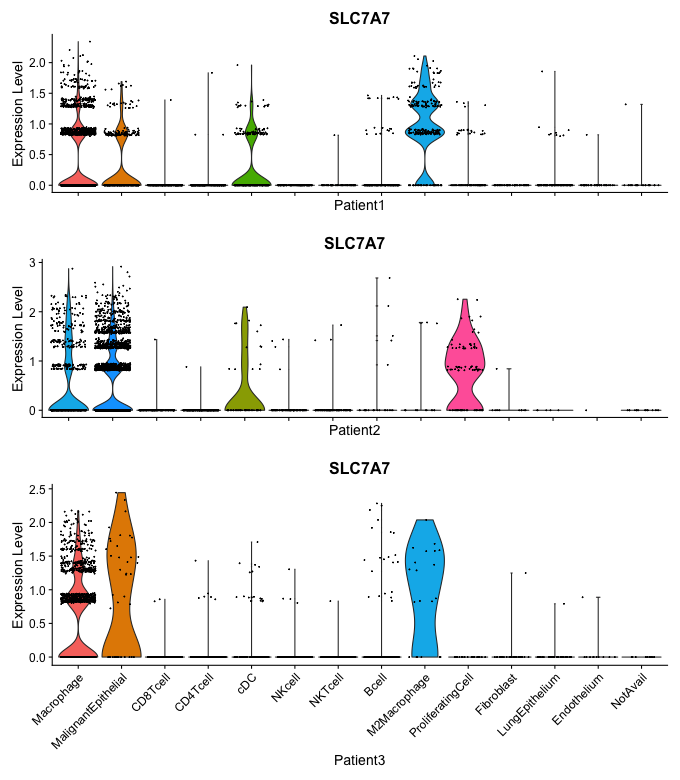 SLC7A7
Expression Level
2.0
1.5
1.0
0.5
0.0
Patient1
SLC7A7
Expression Level
3
2
1
0
Patient2
SLC7A7
Expression Level
2.5
2.0
1.5
1.0
0.5
0.0
Macrophage
MalignantEpithelial
CD8Tcell
CD4Tcell
cDC
NKcell
NKTcell
Bcell
M2Macrophage
ProliferatingCell
Fibroblast
LungEpithelium
Endothelium
NotAvail
Patient3